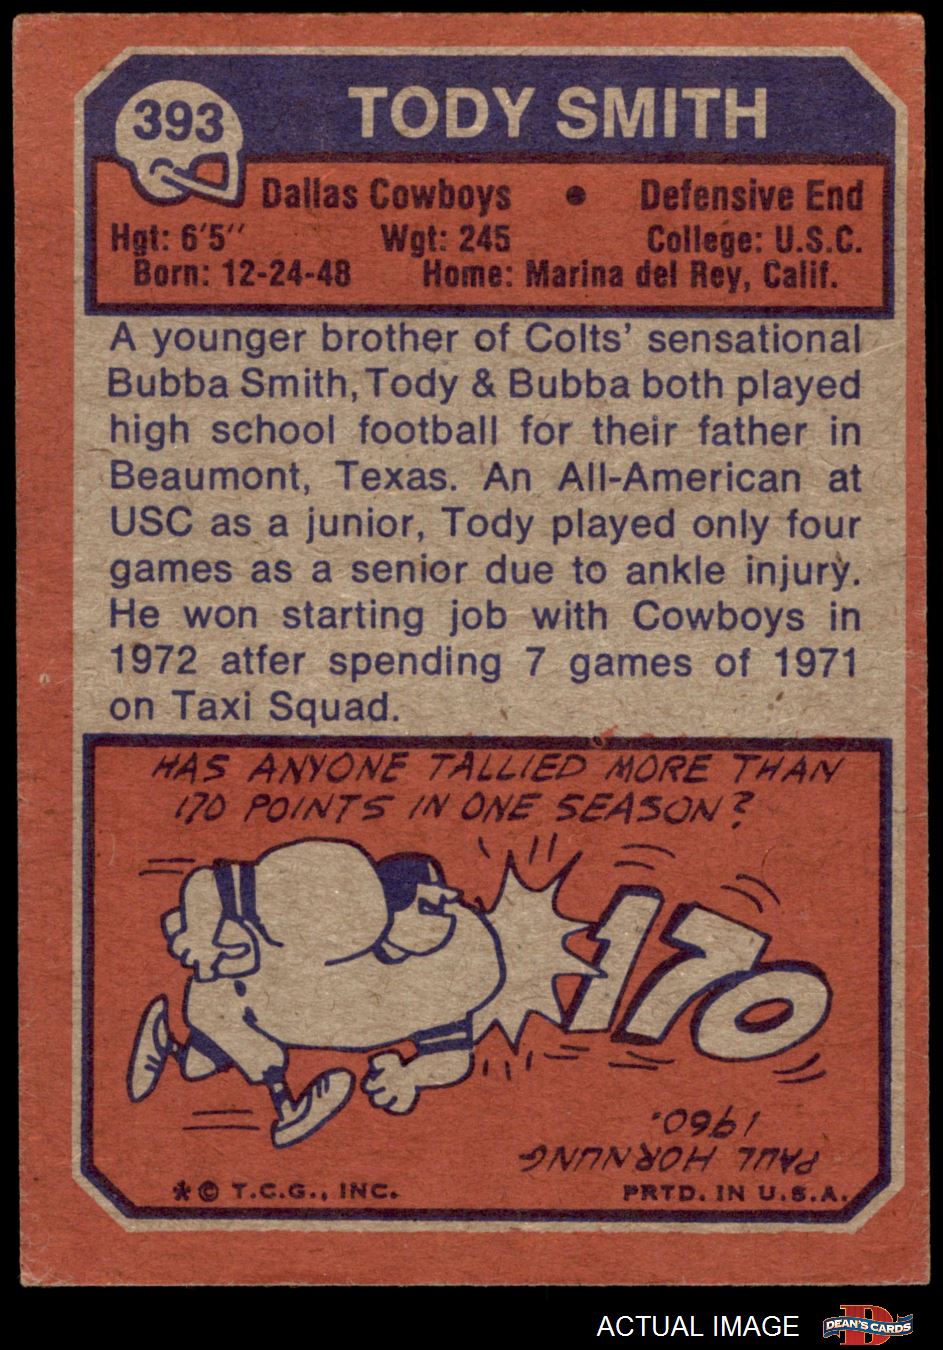 393
TODY SMITH
Dallas Cowboys • Defensive End
Hgt: 6'5" Wgt: 245 College: U.S.C.
Born: 12-24-48 Home: Marina del Rey, Calif.
A younger brother of Colts' sensational
Bubba Smith, Tody & Bubba both played
high school football for their father in
Beaumont, Texas. An All-American at
USC as a junior, Tody played only four
games as a senior due to ankle injury.
He won starting job with Cowboys in
1972 atfer spending 7 games of 1971
on Taxi Squad.
HAS ANYONE TALLIED MORE THAN
170 POINTS IN ONE SEASON?
170
PAUL HORNUNG
1960.
* © T.C.G., INC. PRTD. IN U.S.A.
ACTUAL IMAGE
D
DEAN'S CARDS